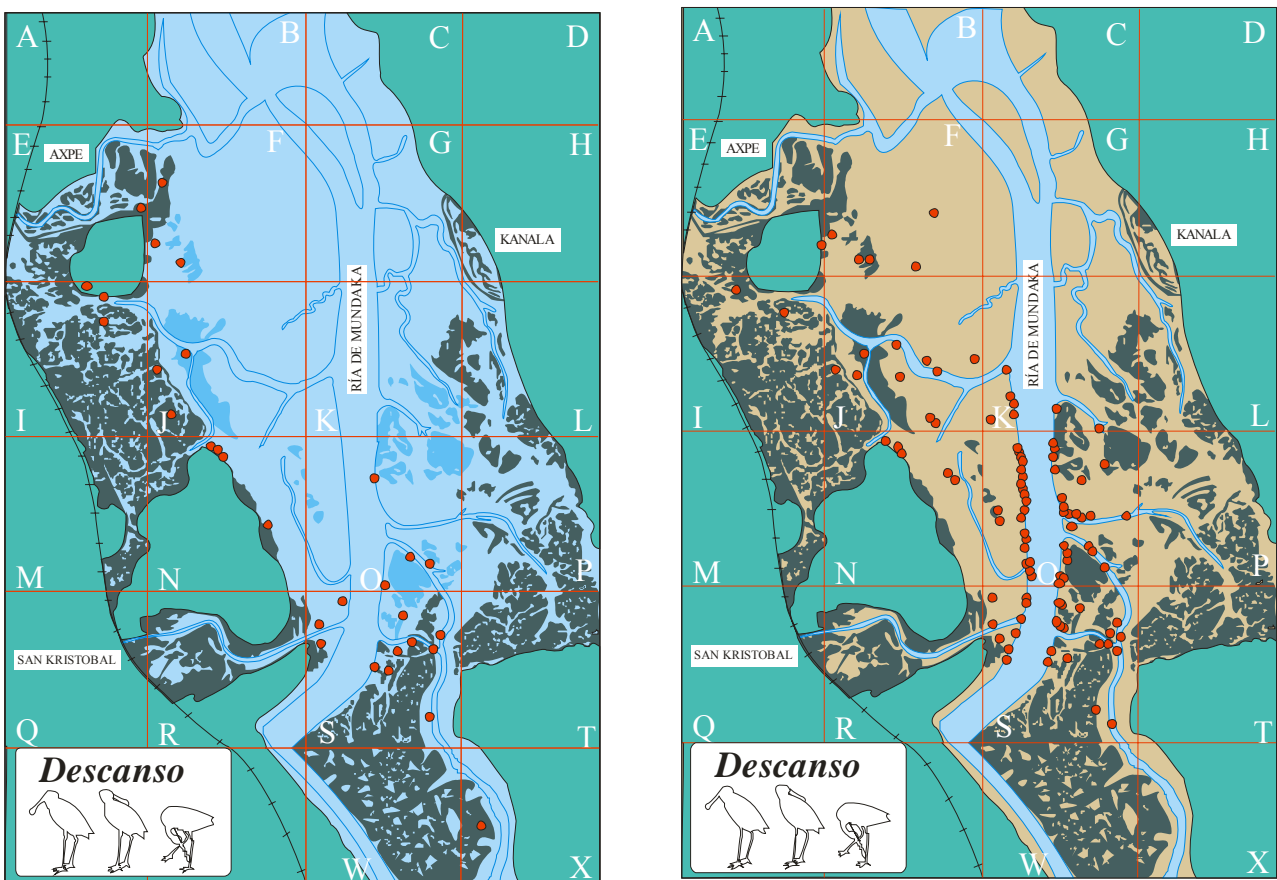 A
B
C
D
E
AXPE
F
G
H
KANALA
RÍA DE MUNDAKA
I
J
K
L
M
N
O
P
SAN KRISTOBAL
Q
R
S
T
Descanso
W
X
A
B
C
D
E
AXPE
F
G
H
KANALA
RÍA DE MUNDAKA
I
J
K
L
M
N
O
P
SAN KRISTOBAL
Q
R
S
T
Descanso
W
X